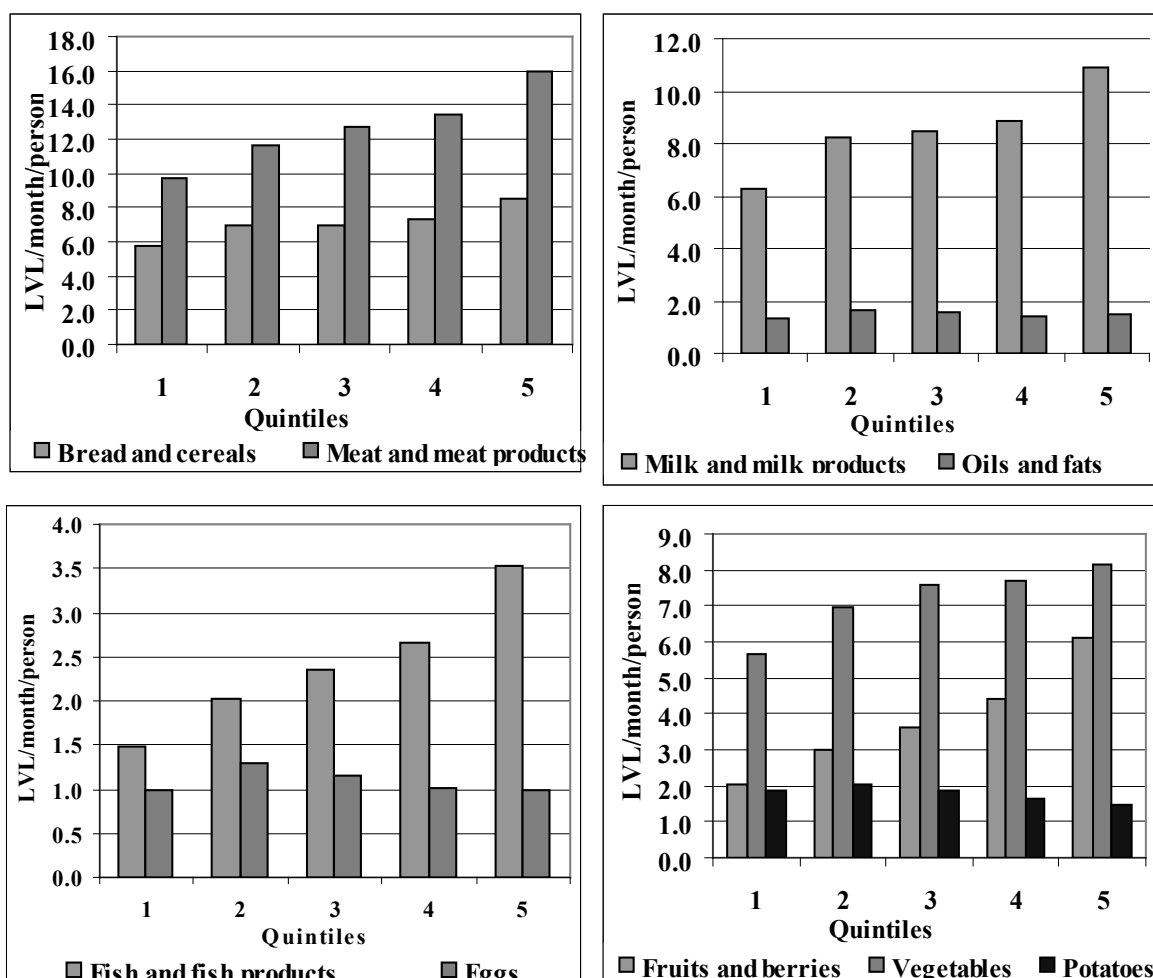 18.0
16.0
14.0
12.0
10.0
8.0
6.0
4.0
2.0
0.0
LVL/month/person
1 2 3 4 5
Quintiles
Bread and cereals Meat and meat products
12.0
10.0
8.0
6.0
4.0
2.0
0.0
LVL/month/person
1 2 3 4 5
Quintiles
Milk and milk products Oils and fats
4.0
3.5
3.0
2.5
2.0
1.5
1.0
0.5
0.0
LVL/month/person
1 2 3 4 5
Quintiles
Fish and fish products Eggs
9.0
8.0
7.0
6.0
5.0
4.0
3.0
2.0
1.0
0.0
LVL/month/person
1 2 3 4 5
Quintiles
Fruits and berries Vegetables Potatoes